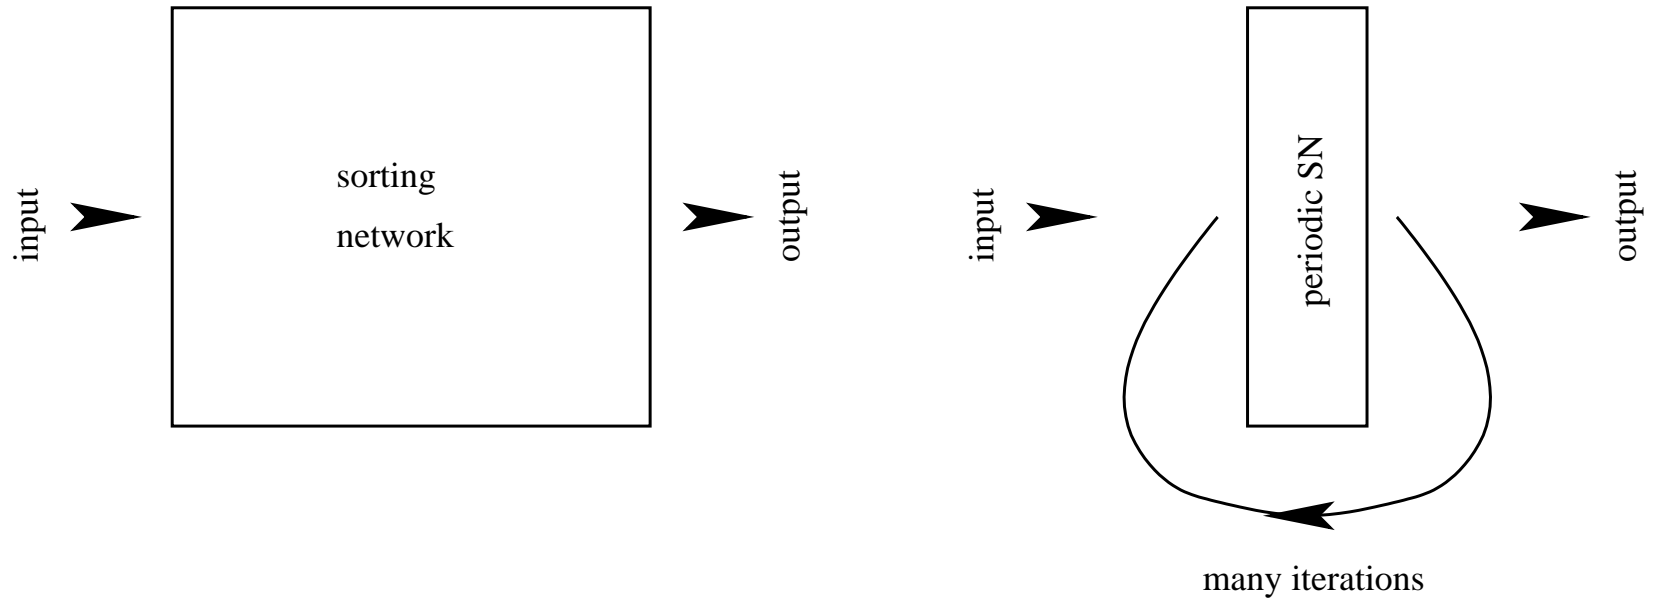 input
sorting
network
output
input
periodic SN
output
many iterations